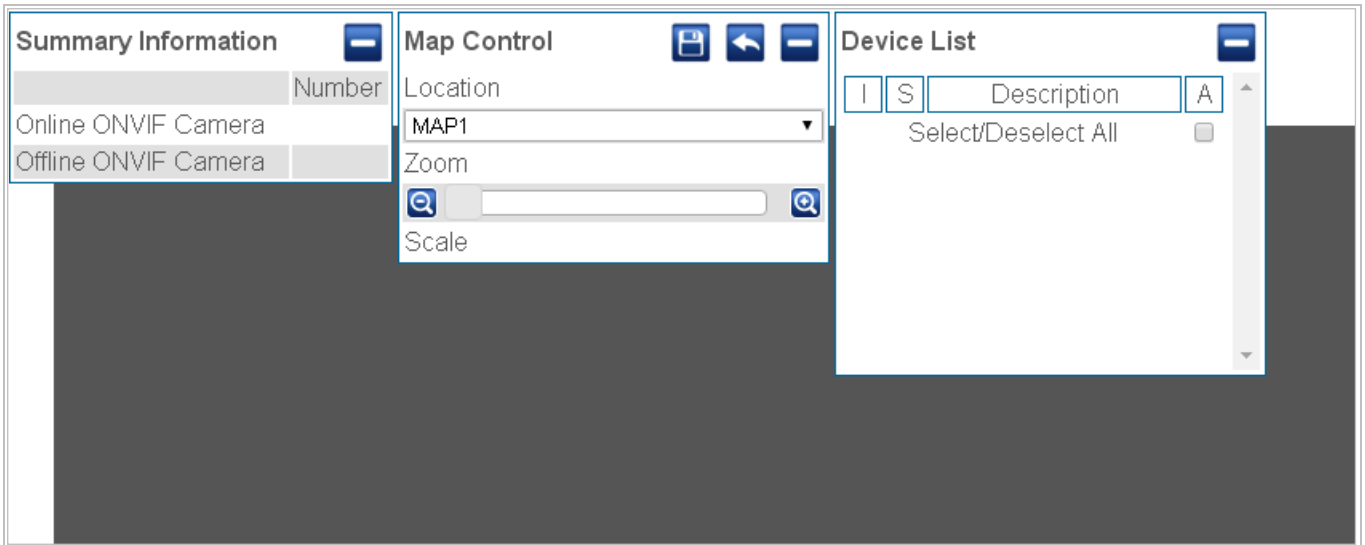 Summary Information
Number
Online ONVIF Camera
Offline ONVIF Camera
Map Control
Location
MAP1
Zoom
Scale
Device List
I S Description A
Select/Deselect All